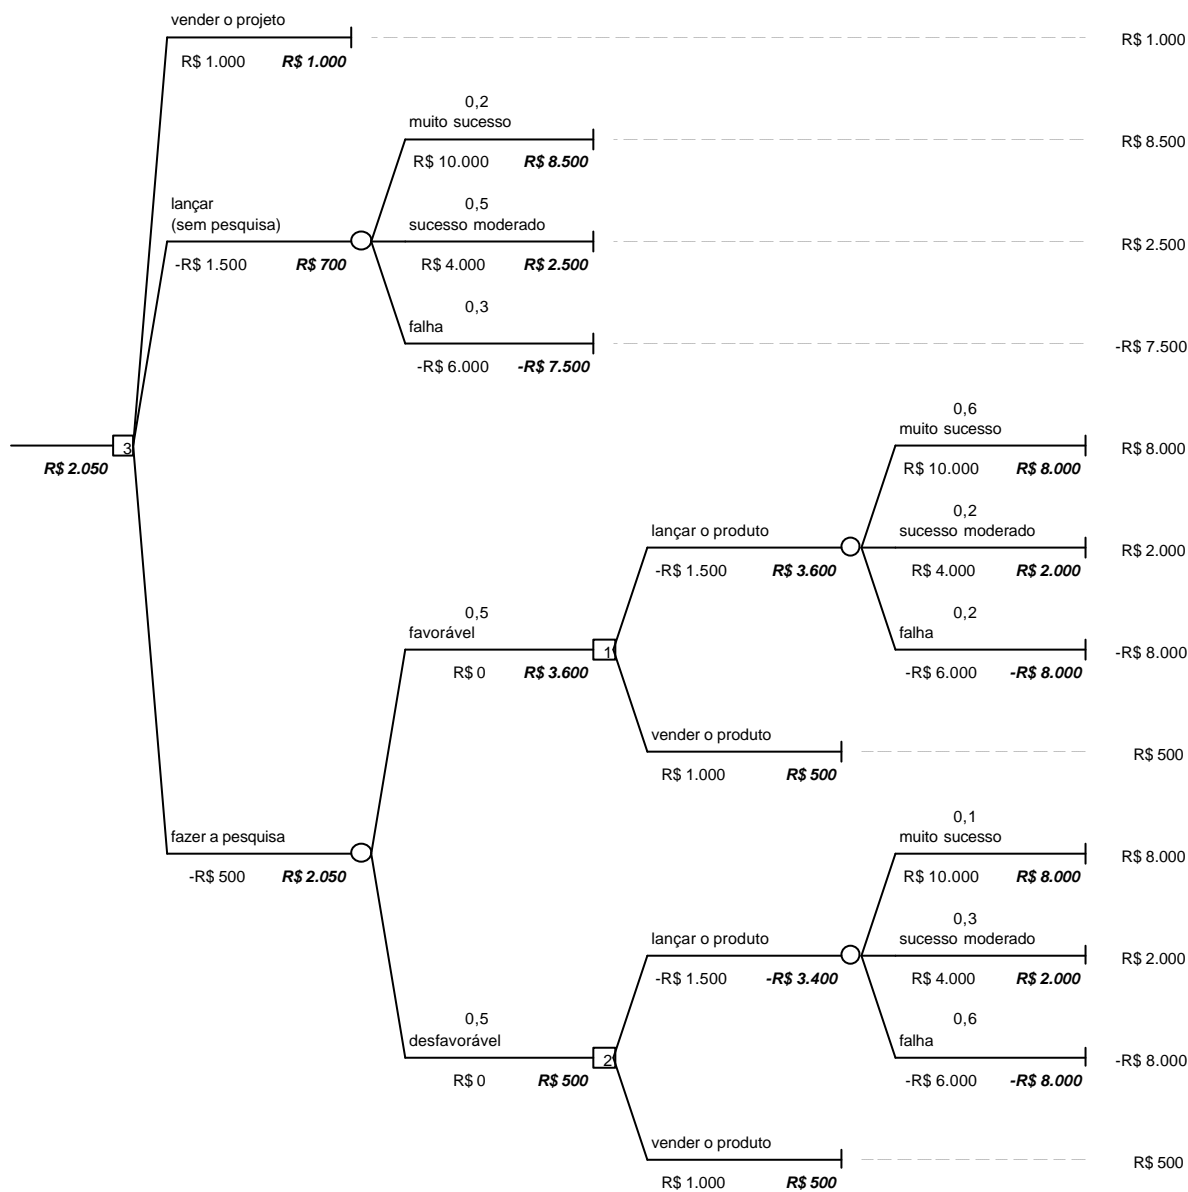 vender o projeto
R$ 1.000 R$ 1.000 R$ 1.000
0,2
muito sucesso
R$ 10.000 R$ 8.500 R$ 8.500
lançar
(sem pesquisa)
-R$ 1.500 R$ 700
0,5
sucesso moderado
R$ 4.000 R$ 2.500 R$ 2.500
0,3
falha
-R$ 6.000 -R$ 7.500 -R$ 7.500
3
R$ 2.050
0,6
muito sucesso
R$ 10.000 R$ 8.000 R$ 8.000
lançar o produto
-R$ 1.500 R$ 3.600
0,2
sucesso moderado
R$ 4.000 R$ 2.000 R$ 2.000
0,5
favorável
R$ 0 R$ 3.600
1
0,2
falha
-R$ 6.000 -R$ 8.000 -R$ 8.000
vender o produto
R$ 1.000 R$ 500 R$ 500
fazer a pesquisa
-R$ 500 R$ 2.050
0,1
muito sucesso
R$ 10.000 R$ 8.000 R$ 8.000
lançar o produto
-R$ 1.500 -R$ 3.400
0,3
sucesso moderado
R$ 4.000 R$ 2.000 R$ 2.000
0,5
desfavorável
R$ 0 R$ 500
2
0,6
falha
-R$ 6.000 -R$ 8.000 -R$ 8.000
vender o produto
R$ 1.000 R$ 500 R$ 500